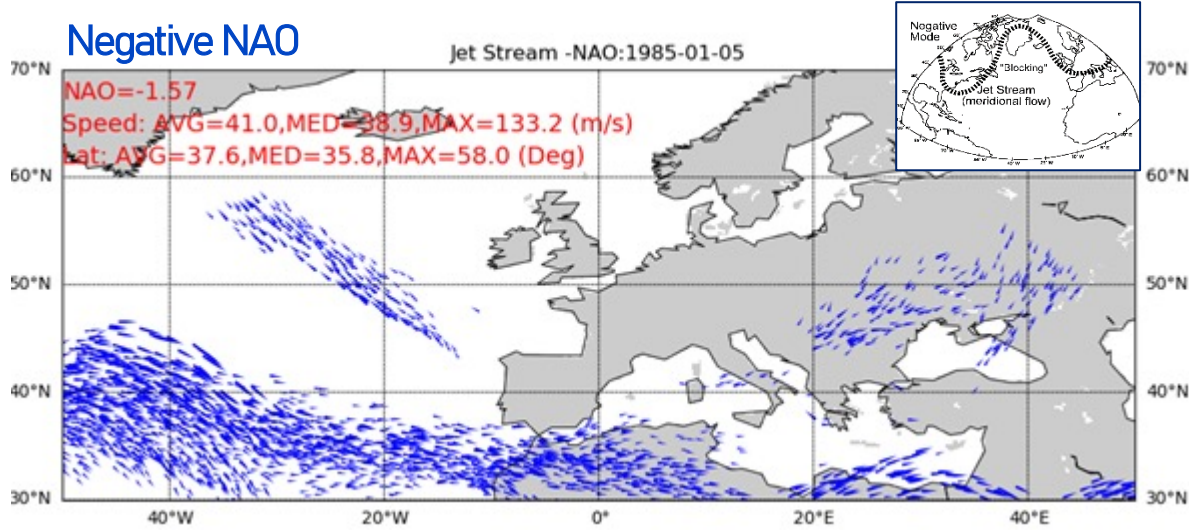 Negative NAO
Jet Stream -NAO:1985-01-05
NAO=-1.57
Speed: AVG=41.0,MED=38.9,MAX=133.2 (m/s)
Lat: AVG=37.6,MED=35.8,MAX=58.0 (Deg)
Negative
Mode
"Blocking"
Jet Stream
(meridional flow)
70°N
70°N
60°N
60°N
50°N
50°N
40°N
40°N
30°N
30°N
40°W
20°W
0°
20°E
40°E